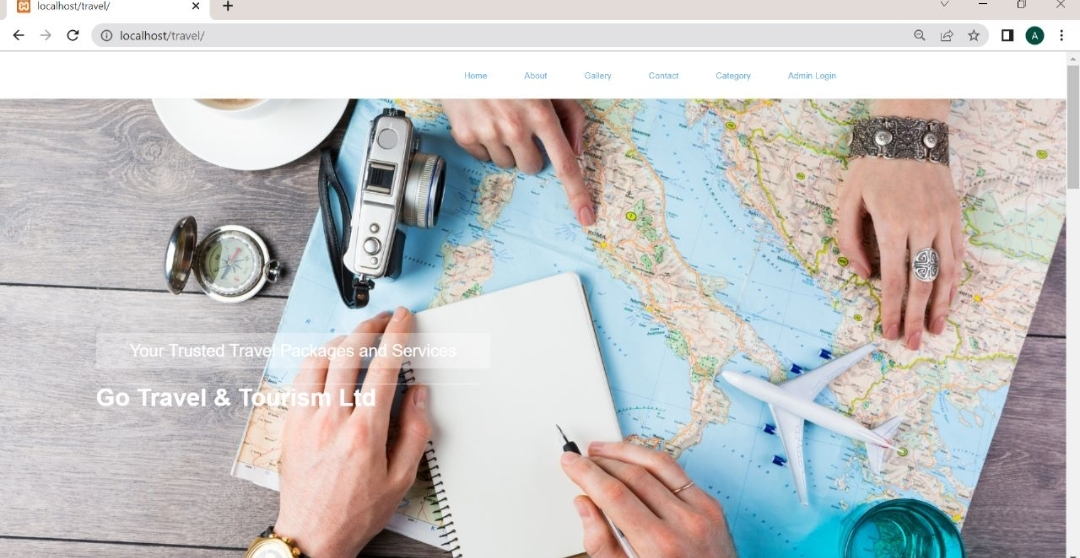 localhost/travel/
localhost/travel/
A
Home About Gallery Contact Category Admin Login
ROMA
Your Trusted Travel Packages and Services
Go Travel & Tourism Ltd